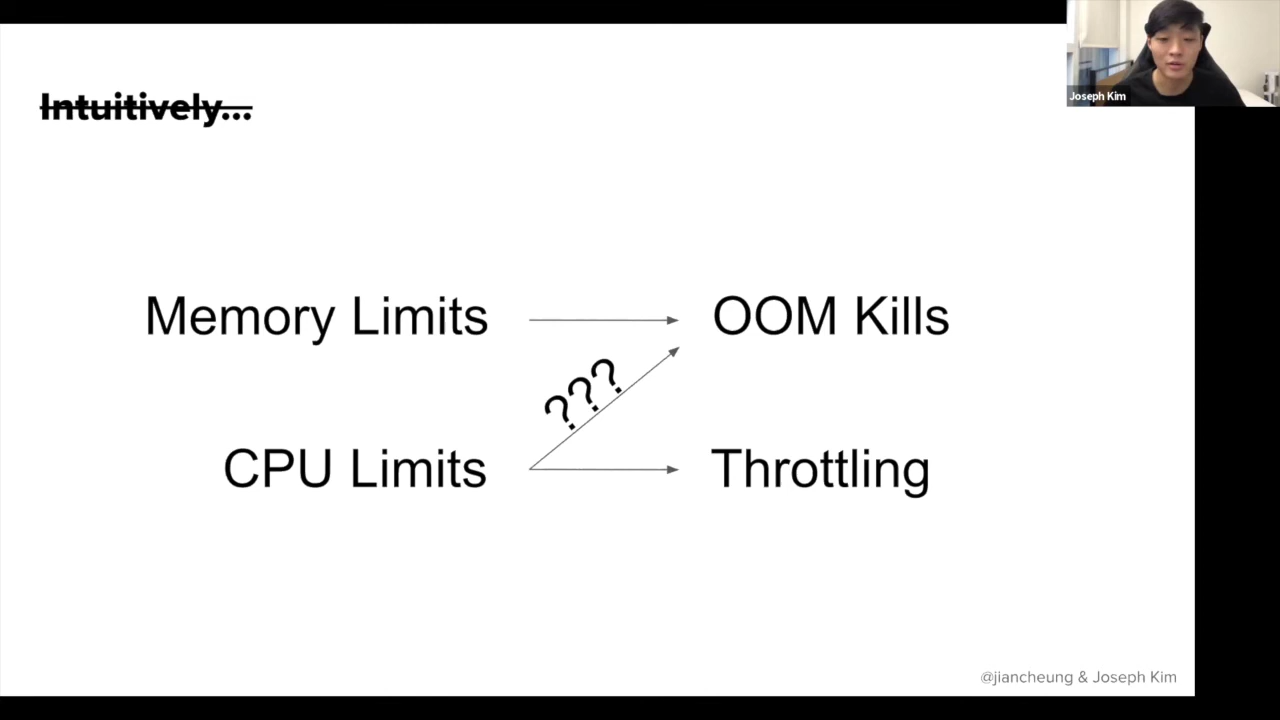 Joseph Kim
Intuitively...
Memory Limits
OOM Kills
???
CPU Limits
Throttling
@jiancheung & Joseph Kim